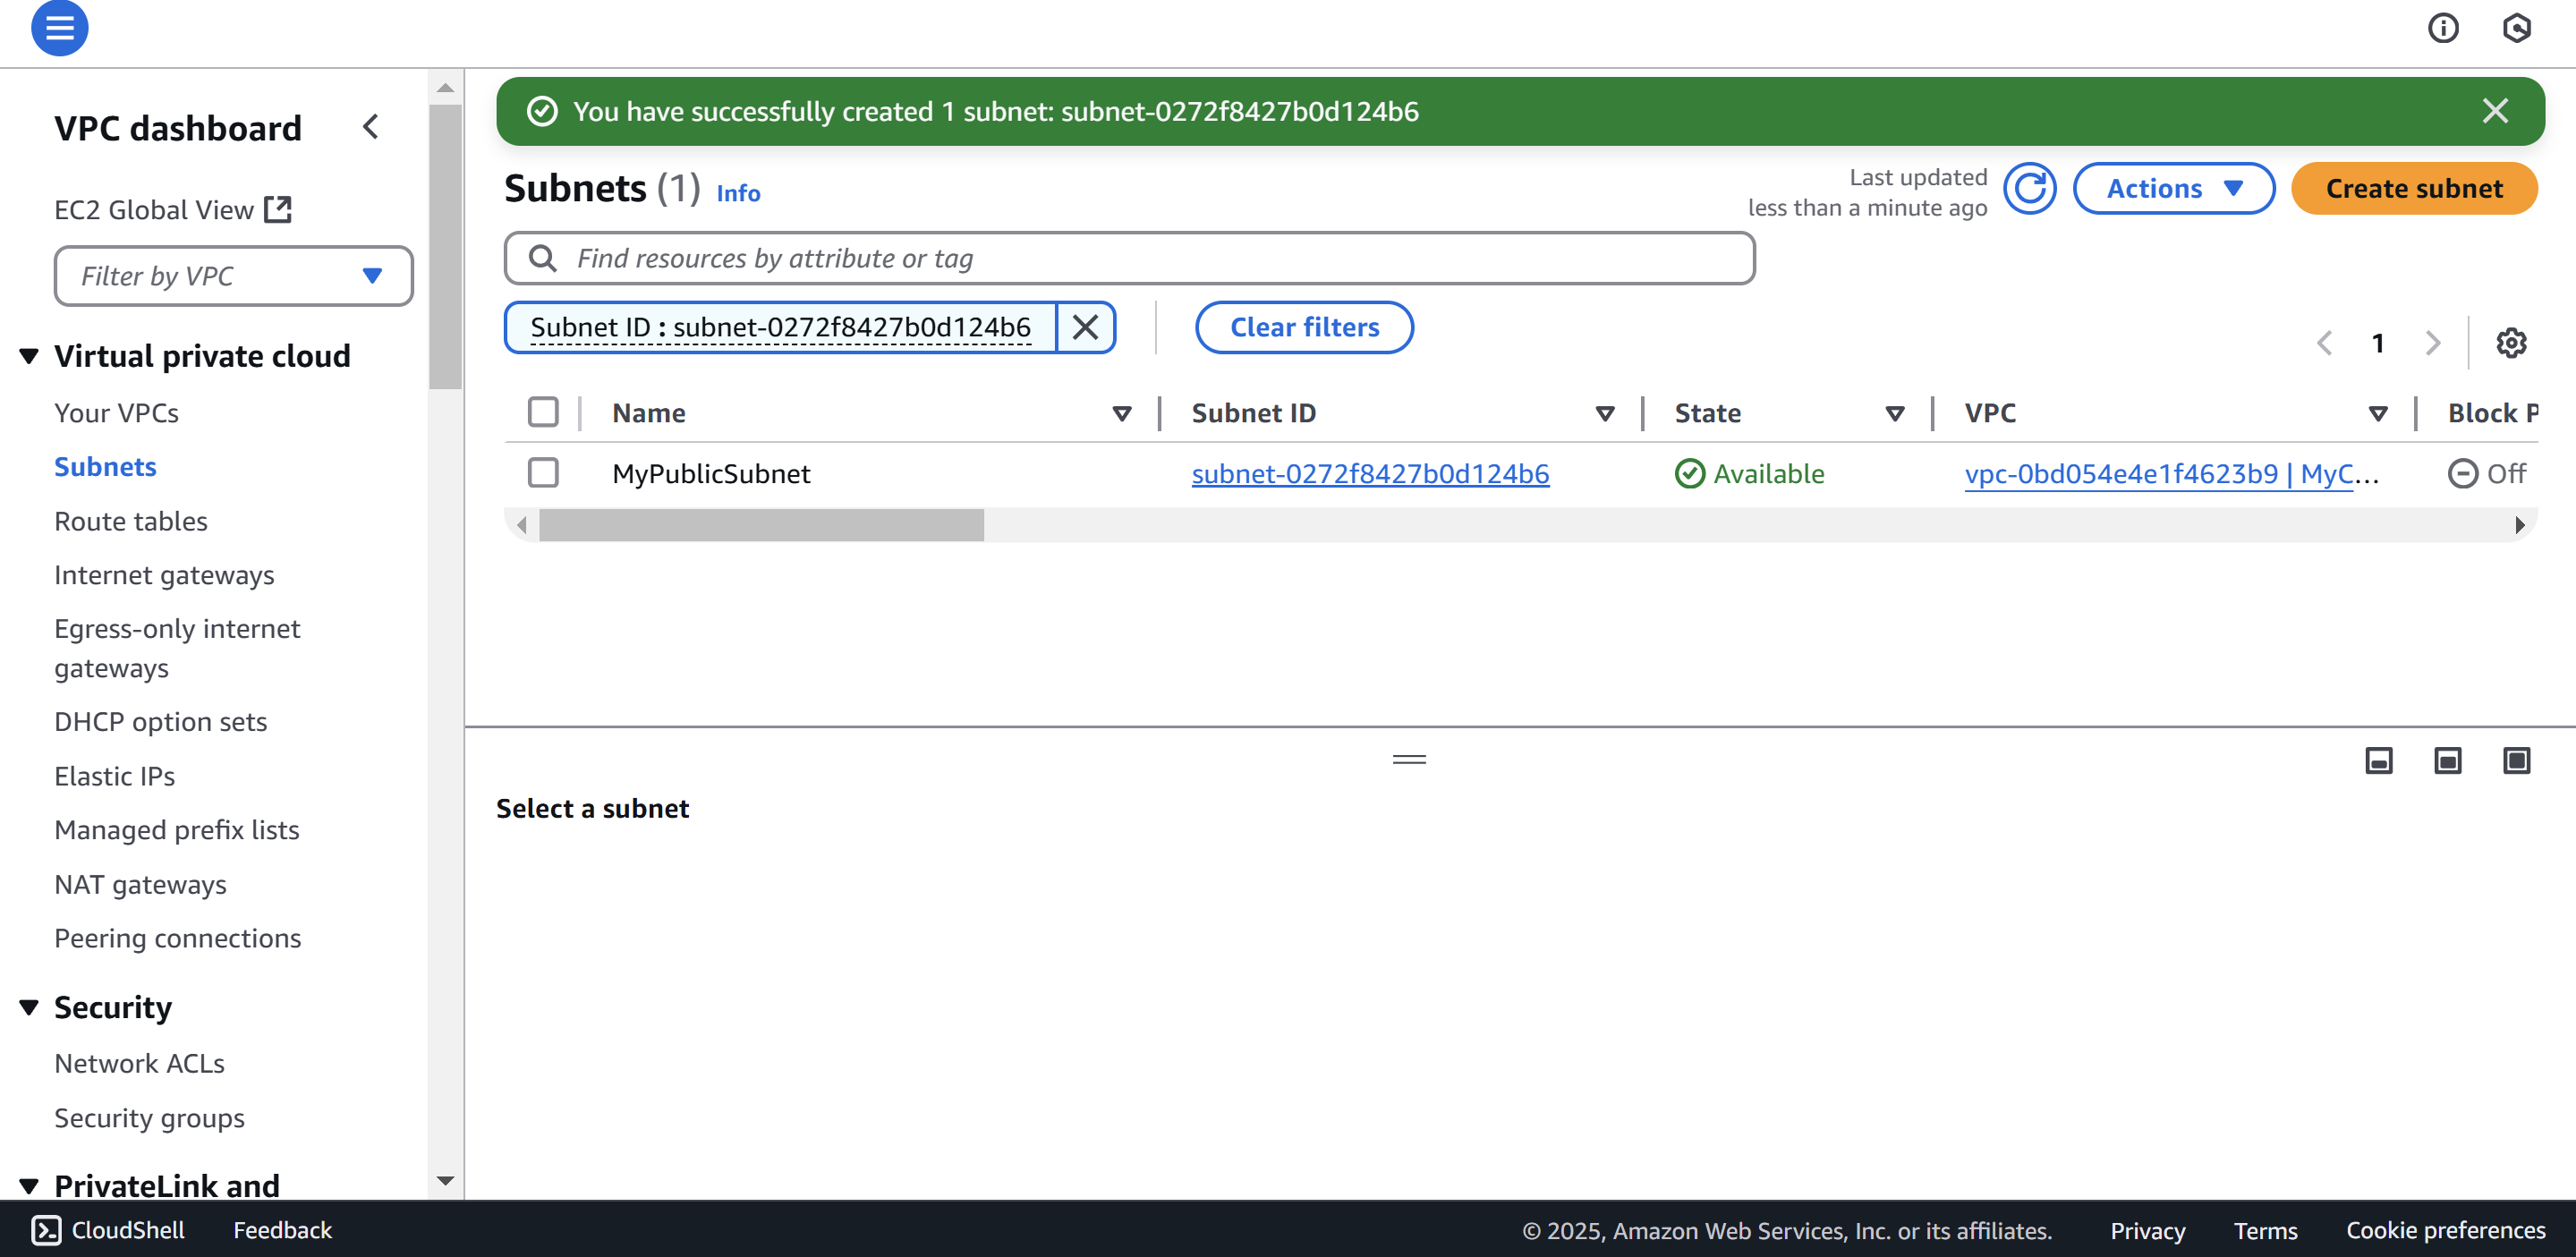 You have successfully created 1 subnet: subnet-0272f8427b0d124b6
VPC dashboard
EC2 Global View
Filter by VPC
Virtual private cloud
Your VPCs
Subnets
Route tables
Internet gateways
Egress-only internet
gateways
DHCP option sets
Elastic IPs
Managed prefix lists
NAT gateways
Peering connections
Security
Network ACLs
Security groups
PrivateLink and
Subnets (1) Info
Last updated
less than a minute ago
Actions
Create subnet
Find resources by attribute or tag
Subnet ID : subnet-0272f8427b0d124b6
Clear filters
1
Name Subnet ID State VPC Block P
MyPublicSubnet subnet-0272f8427b0d124b6 Available vpc-0bd054e4e1f4623b9 | MyC... Off
Select a subnet
CloudShell Feedback © 2025, Amazon Web Services, Inc. or its affiliates. Privacy Terms Cookie preferences